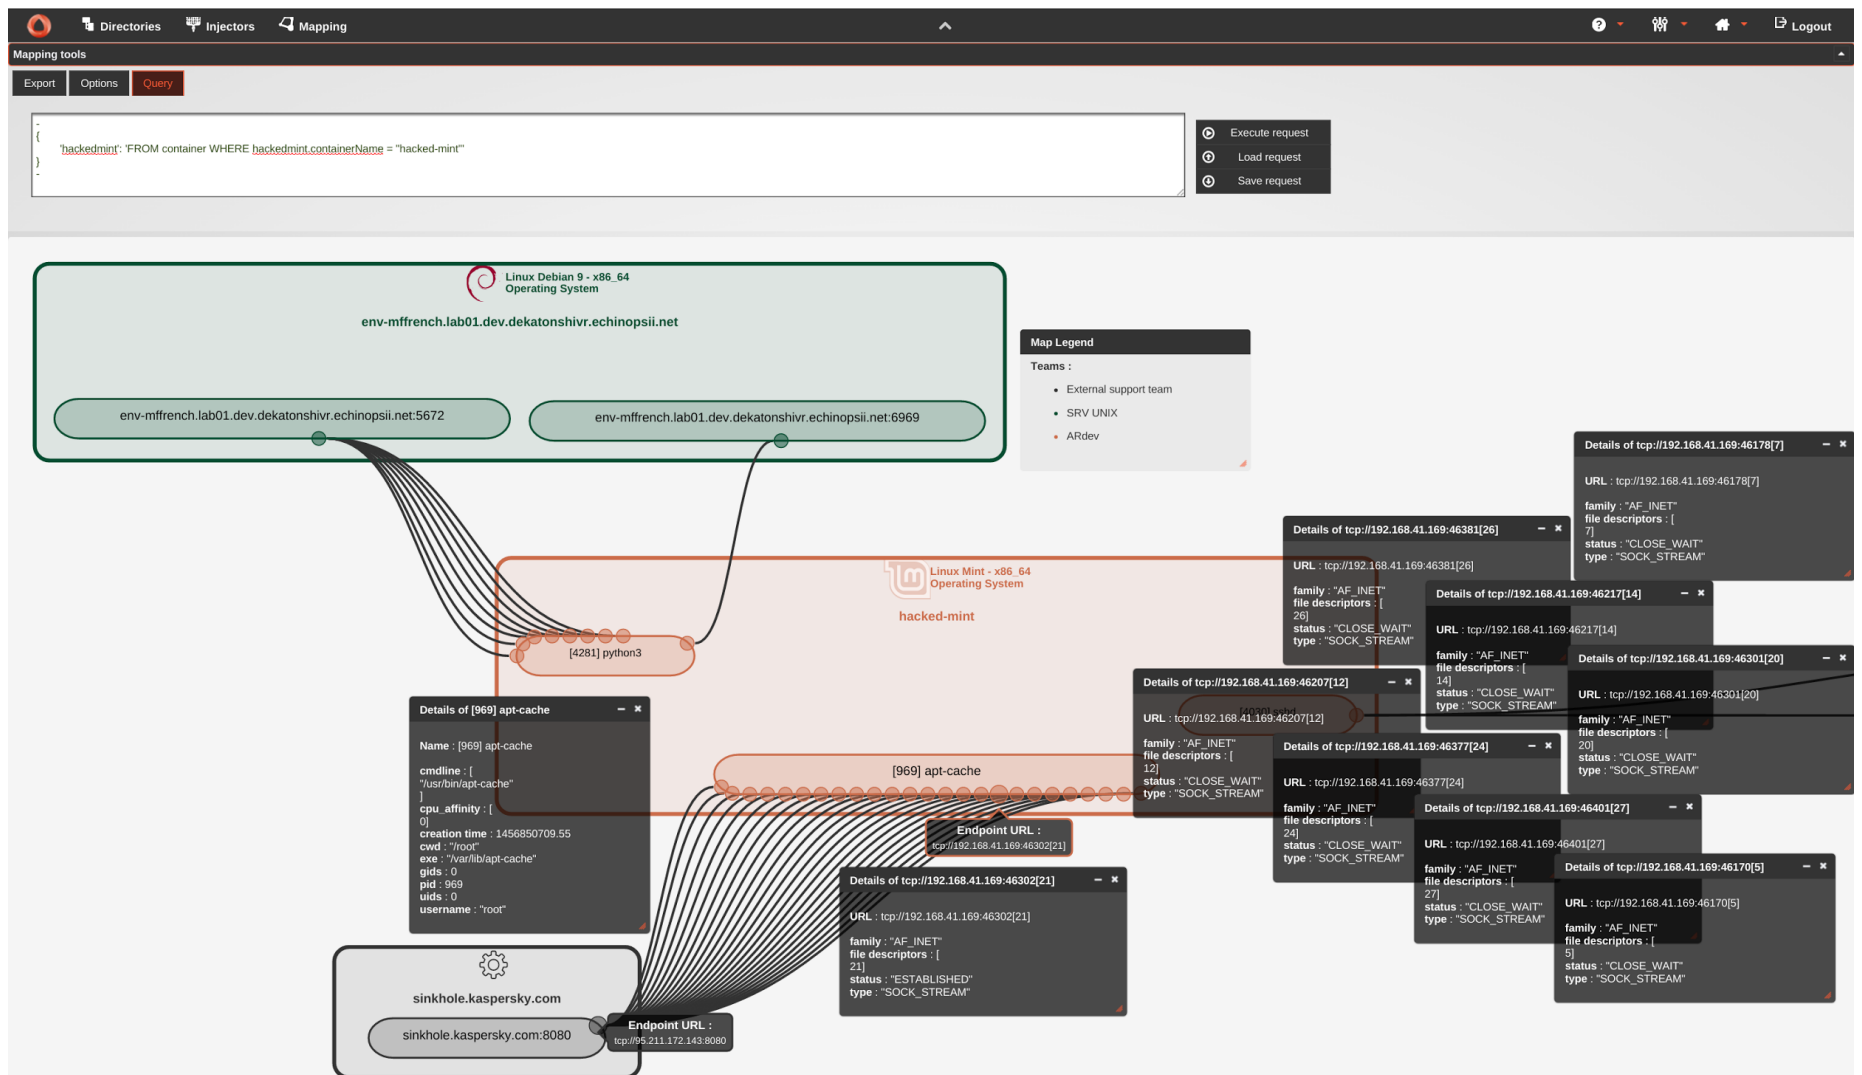 Directories
Injectors
Mapping
Logout
Mapping tools
Export
Options
Query
-
{
'hackedmint': 'FROM container WHERE hackedmint.containerName = "hacked-mint"'
}
-
Execute request
Load request
Save request
Linux Debian 9 - x86_64
Operating System
env-mffrench.lab01.dev.dekatonshivr.echinopsii.net
env-mffrench.lab01.dev.dekatonshivr.echinopsii.net:5672
env-mffrench.lab01.dev.dekatonshivr.echinopsii.net:6969
Map Legend
Teams :
External support team
SRV UNIX
ARdev
Linux Mint - x86_64
Operating System
hacked-mint
[4281] python3
[4030] sshd
[969] apt-cache
Details of [969] apt-cache
Name : [969] apt-cache
cmdline : [
"/usr/bin/apt-cache"
]
cpu_affinity : [
0]
creation time : 1456850709.55
cwd : "/root"
exe : "/var/lib/apt-cache"
gids : 0
pid : 969
uids : 0
username : "root"
Endpoint URL :
tcp://192.168.41.169:46302[21]
Details of tcp://192.168.41.169:46302[21]
URL : tcp://192.168.41.169:46302[21]
family : "AF_INET"
file descriptors : [
21]
status : "ESTABLISHED"
type : "SOCK_STREAM"
sinkhole.kaspersky.com
sinkhole.kaspersky.com:8080
Endpoint URL :
tcp://95.211.172.143:8080
Details of tcp://192.168.41.169:46178[7]
URL : tcp://192.168.41.169:46178[7]
family : "AF_INET"
file descriptors : [
7]
status : "CLOSE_WAIT"
type : "SOCK_STREAM"
Details of tcp://192.168.41.169:46381[26]
URL : tcp://192.168.41.169:46381[26]
family : "AF_INET"
file descriptors : [
26]
status : "CLOSE_WAIT"
type : "SOCK_STREAM"
Details of tcp://192.168.41.169:46217[14]
URL : tcp://192.168.41.169:46217[14]
family : "AF_INET"
file descriptors : [
14]
status : "CLOSE_WAIT"
type : "SOCK_STREAM"
Details of tcp://192.168.41.169:46301[20]
URL : tcp://192.168.41.169:46301[20]
family : "AF_INET"
file descriptors : [
20]
status : "CLOSE_WAIT"
type : "SOCK_STREAM"
Details of tcp://192.168.41.169:46207[12]
URL : tcp://192.168.41.169:46207[12]
family : "AF_INET"
file descriptors : [
12]
status : "CLOSE_WAIT"
type : "SOCK_STREAM"
Details of tcp://192.168.41.169:46377[24]
URL : tcp://192.168.41.169:46377[24]
family : "AF_INET"
file descriptors : [
24]
status : "CLOSE_WAIT"
type : "SOCK_STREAM"
Details of tcp://192.168.41.169:46401[27]
URL : tcp://192.168.41.169:46401[27]
family : "AF_INET"
file descriptors : [
27]
status : "CLOSE_WAIT"
type : "SOCK_STREAM"
Details of tcp://192.168.41.169:46170[5]
URL : tcp://192.168.41.169:46170[5]
family : "AF_INET"
file descriptors : [
5]
status : "CLOSE_WAIT"
type : "SOCK_STREAM"